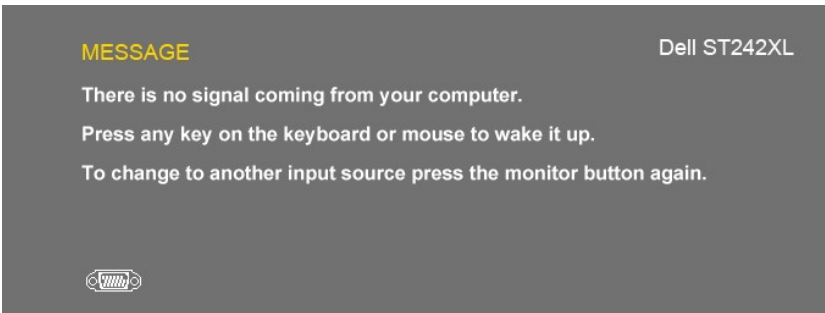 MESSAGE
Dell ST242XL
There is no signal coming from your computer.
Press any key on the keyboard or mouse to wake it up.
To change to another input source press the monitor button again.